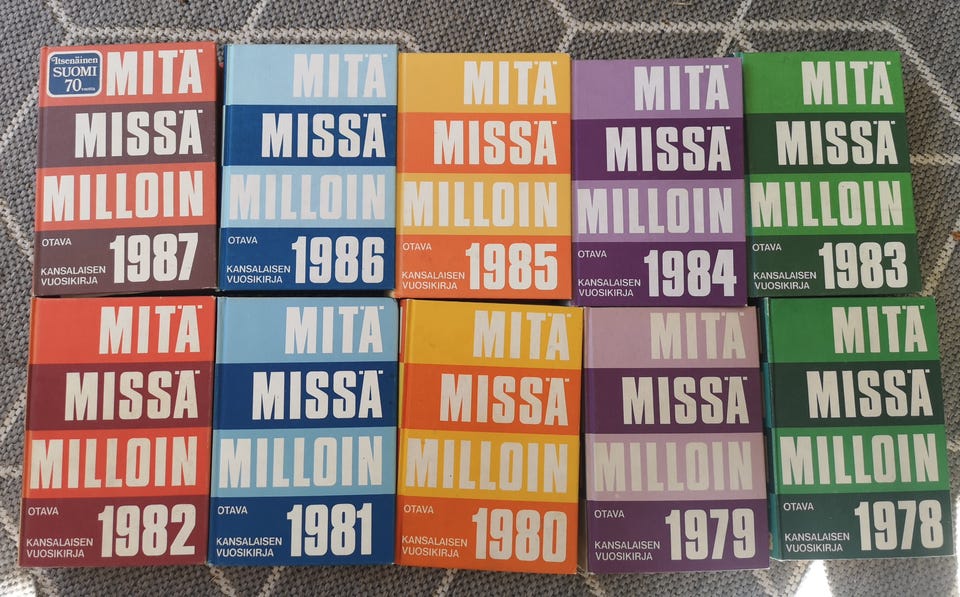 Itsenäinen
SUOMI
70 vuotta
MITÄ
MISSÄ
MILLOIN
OTAVA
1987
KANSALAISEN
VUOSIKIRJA
MITÄ
MISSÄ
MILLOIN
OTAVA
1986
KANSALAISEN
VUOSIKIRJA
MITÄ
MISSÄ
MILLOIN
OTAVA
1985
KANSALAISEN
VUOSIKIRJA
MITÄ
MISSÄ
MILLOIN
OTAVA
1984
KANSALAISEN
VUOSIKIRJA
MITÄ
MISSÄ
MILLOIN
OTAVA
1983
KANSALAISEN
VUOSIKIRJA
MITÄ
MISSÄ
MILLOIN
OTAVA
1982
KANSALAISEN
VUOSIKIRJA
MITÄ
MISSÄ
MILLOIN
OTAVA
1981
KANSALAISEN
VUOSIKIRJA
MITÄ
MISSÄ
MILLOIN
OTAVA
1980
KANSALAISEN
VUOSIKIRJA
MITÄ
MISSÄ
MILLOIN
OTAVA
1979
KANSALAISEN
VUOSIKIRJA
MITÄ
MISSÄ
MILLOIN
OTAVA
1978
KANSALAISEN
VUOSIKIRJA